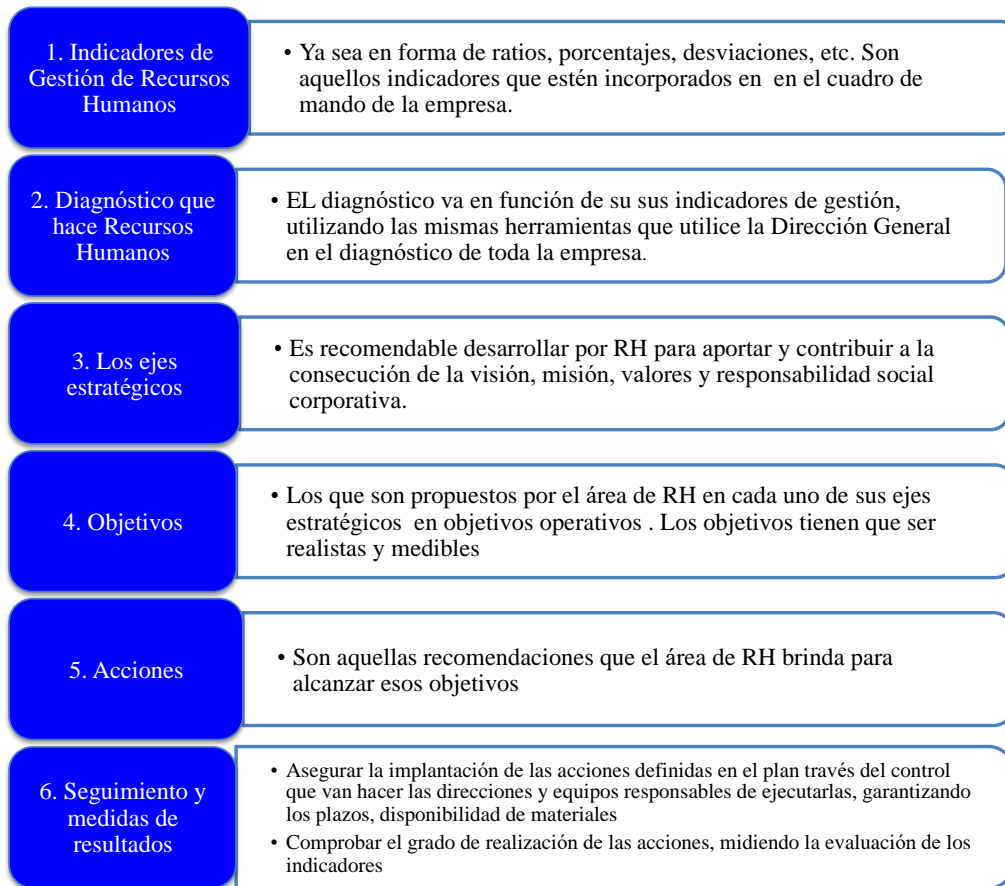 1. Indicadores de
Gestión de Recursos
Humanos
• Ya sea en forma de ratios, porcentajes, desviaciones, etc. Son
aquellos indicadores que estén incorporados en en el cuadro de
mando de la empresa.
2. Diagnóstico que
hace Recursos
Humanos
• EL diagnóstico va en función de su sus indicadores de gestión,
utilizando las mismas herramientas que utilice la Dirección General
en el diagnóstico de toda la empresa.
3. Los ejes
estratégicos
• Es recomendable desarrollar por RH para aportar y contribuir a la
consecución de la visión, misión, valores y responsabilidad social
corporativa.
4. Objetivos
• Los que son propuestos por el área de RH en cada uno de sus ejes
estratégicos en objetivos operativos . Los objetivos tienen que ser
realistas y medibles
5. Acciones
• Son aquellas recomendaciones que el área de RH brinda para
alcanzar esos objetivos
6. Seguimiento y
medidas de
resultados
• Asegurar la implantación de las acciones definidas en el plan través del control
que van hacer las direcciones y equipos responsables de ejecutarlas, garantizando
los plazos, disponibilidad de materiales
• Comprobar el grado de realización de las acciones, midiendo la evaluación de los
indicadores